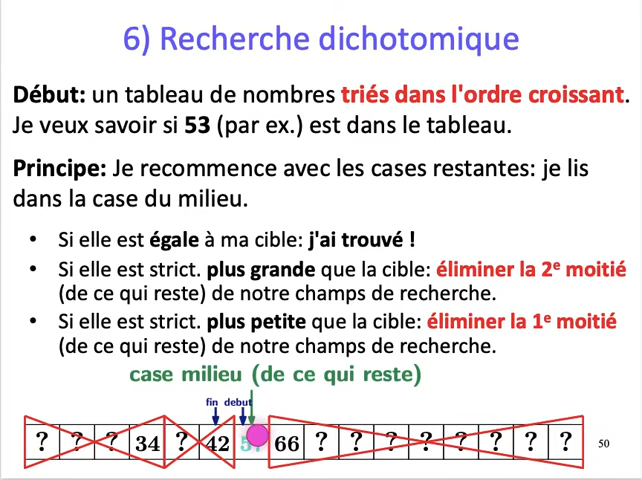 6) Recherche dichotomique
Début: un tableau de nombres triés dans l'ordre croissant.
Je veux savoir si 53 (par ex.) est dans le tableau.
Principe: Je recommence avec les cases restantes: je lis
dans la case du milieu.
• Si elle est égale à ma cible: j'ai trouvé !
• Si elle est strict. plus grande que la cible: éliminer la 2e moitié
(de ce qui reste) de notre champs de recherche.
• Si elle est strict. plus petite que la cible: éliminer la 1e moitié
(de ce qui reste) de notre champs de recherche.
case milieu (de ce qui reste)
fin debut
? ? ? 34 ? 42 66 ? ? ? ? ? ? ? ?
50